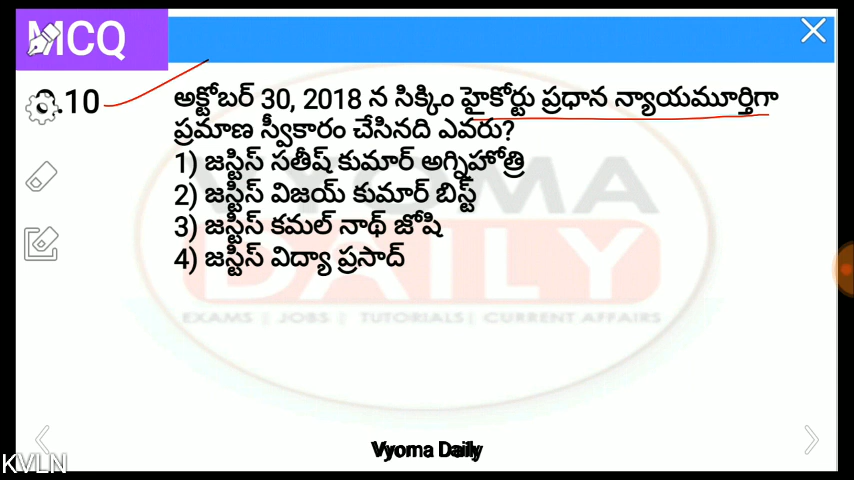 MCQ
Q.10
అక్టోబర్ 30, 2018 న సిక్కిం హైకోర్టు ప్రధాన న్యాయమూర్తిగా
ప్రమాణ స్వీకారం చేసినది ఎవరు?
1) జస్టిస్ సతీష్ కుమార్ అగ్నిహోత్రి
2) జస్టిస్ విజయ్ కుమార్ బిస్ట్
3) జస్టిస్ కమల్ నాథ్ జోషి
4) జస్టిస్ విద్యా ప్రసాద్
VYOMA
DAILY
EXAMS | JOBS | TUTORIALS | CURRENT AFFAIRS
Vyoma Daily
KVLN